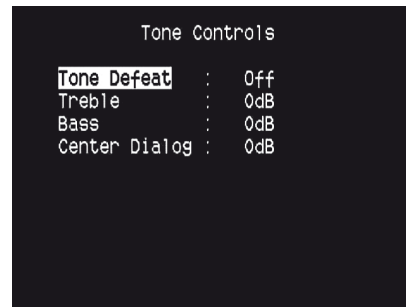 Tone Controls
Tone Defeat : Off
Treble : 0dB
Bass : 0dB
Center Dialog : 0dB